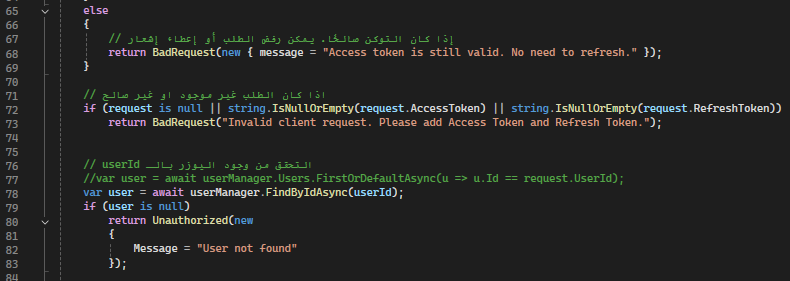 65 else
66 {
67 // إذا كان التوكن صالحًا. يمكن رفض الطلب أو إعطاء إشعار
68 return BadRequest(new { message = "Access token is still valid. No need to refresh." });
69 }
70
71 // اذا كان الطلب غير موجود او غير صالح
72 if (request is null || string.IsNullOrEmpty(request.AccessToken) || string.IsNullOrEmpty(request.RefreshToken))
73 return BadRequest("Invalid client request. Please add Access Token and Refresh Token.");
74
75
76 // userId التحقق من وجود اليوزر بالـ
77 //var user = await userManager.Users.FirstOrDefaultAsync(u => u.Id == request.UserId);
78 var user = await userManager.FindByIdAsync(userId);
79 if (user is null)
80 return Unauthorized(new
81 {
82 Message = "User not found"
83 });
84